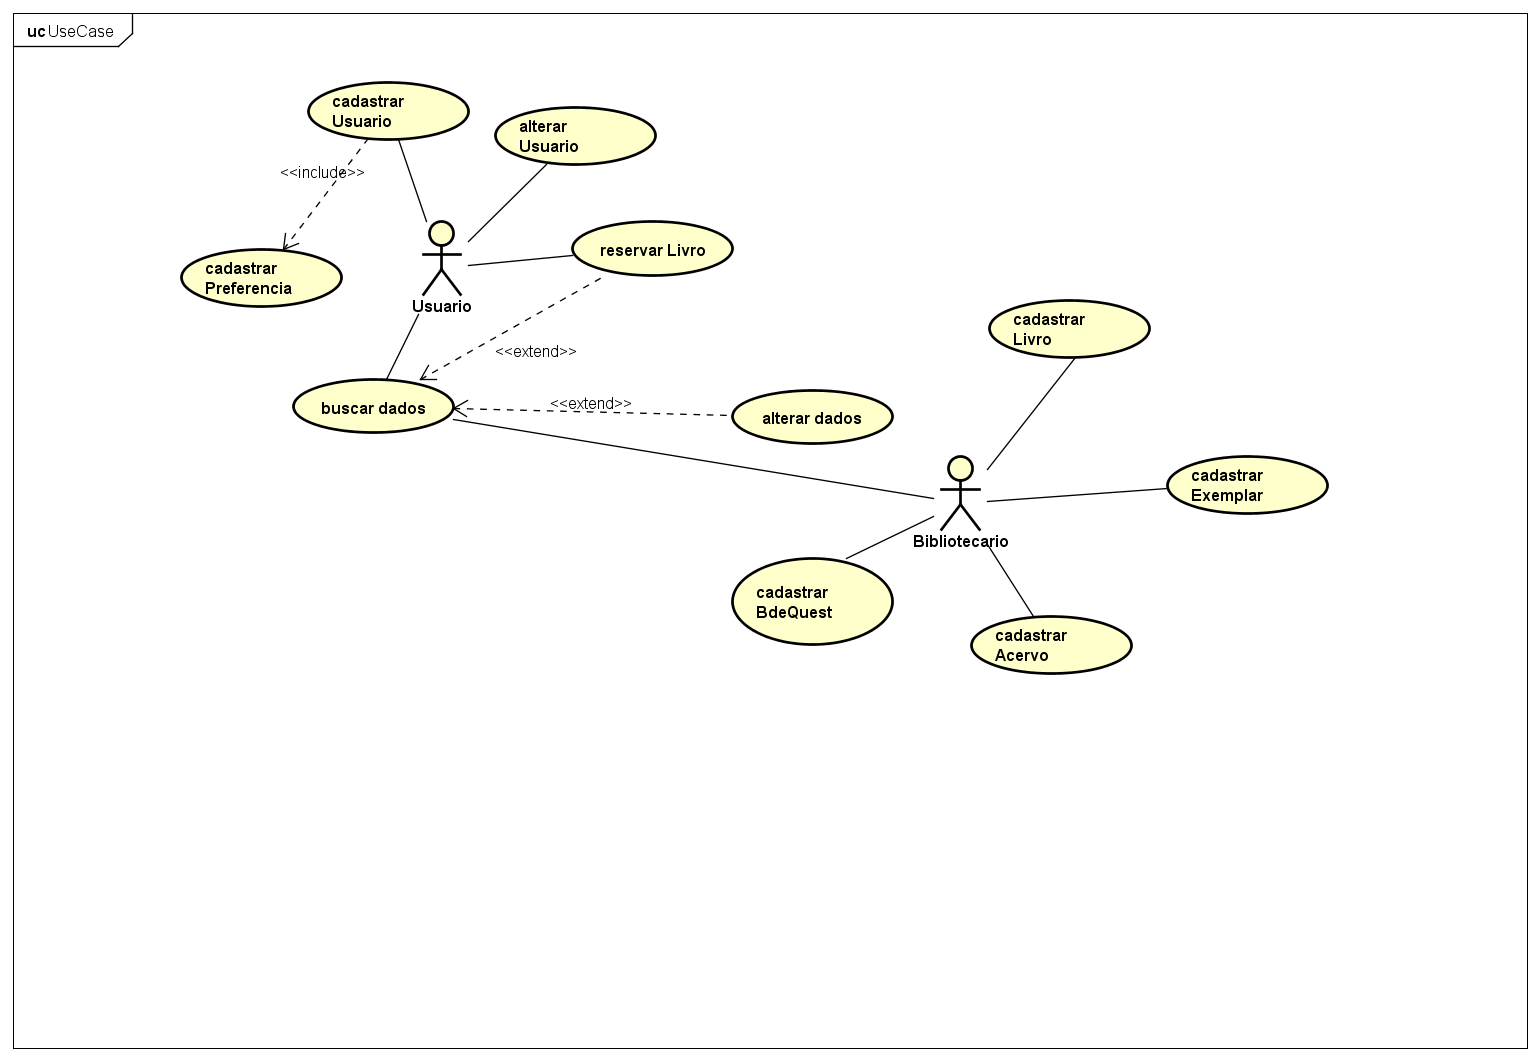 uc UseCase
cadastrar
Usuario
alterar
Usuario
<<include>>
reservar Livro
cadastrar
Preferencia
Usuario
cadastrar
Livro
<<extend>>
<<extend>>
buscar dados
alterar dados
cadastrar
Exemplar
Bibliotecario
cadastrar
BdeQuest
cadastrar
Acervo